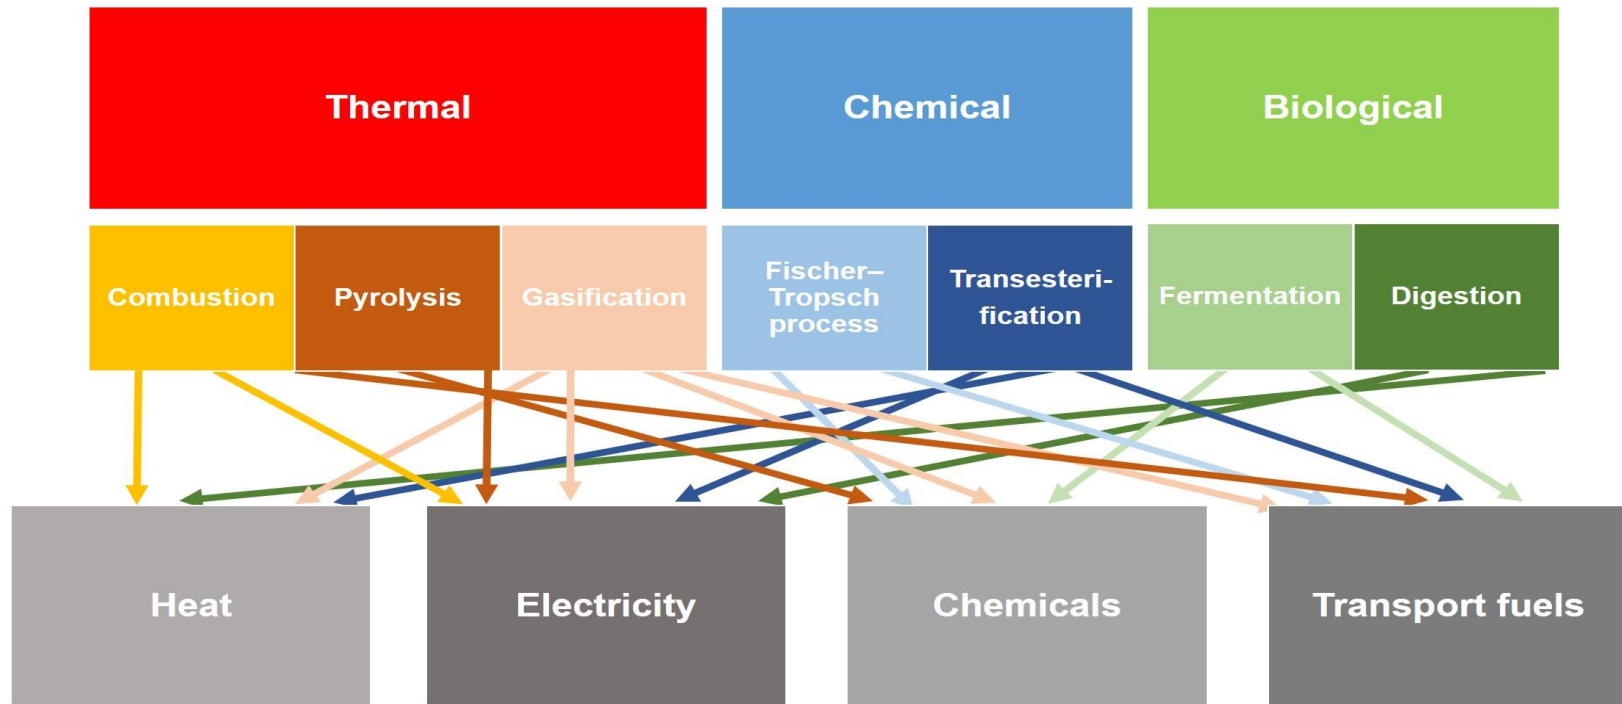 Thermal
Chemical
Biological
Combustion
Pyrolysis
Gasification
Fischer–
Tropsch
process
Transesteri-
fication
Fermentation
Digestion
Heat
Electricity
Chemicals
Transport fuels